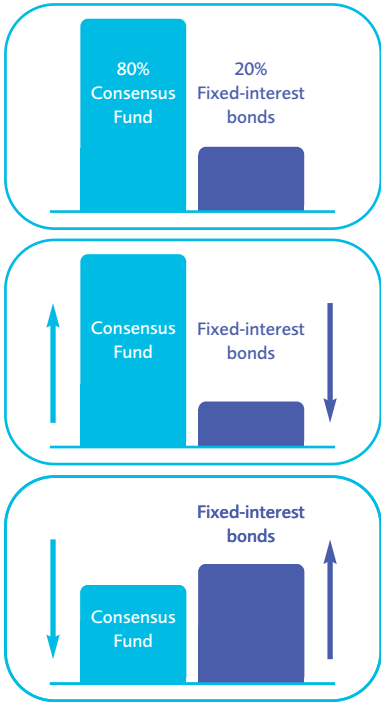 80%
Consensus
Fund
20%
Fixed-interest
bonds
Consensus
Fund
Fixed-interest
bonds
Fixed-interest
bonds
Consensus
Fund